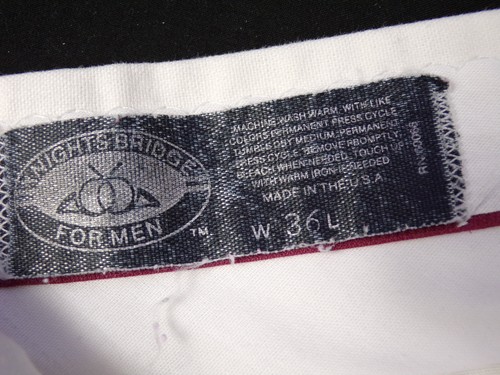 KNIGHTS BRIDGE
FOR MEN
™
MACHINE WASH WARM, WITH LIKE
COLORS PERMANENT PRESS CYCLE
TUMBLE DRY MEDIUM, PERMANENT
PRESS CYCLE. REMOVE PROMPTLY.
BLEACH WHEN NEEDED. TOUCH UP
WITH WARM IRON IF NEEDED
MADE IN THE U.S.A.
W 36 L